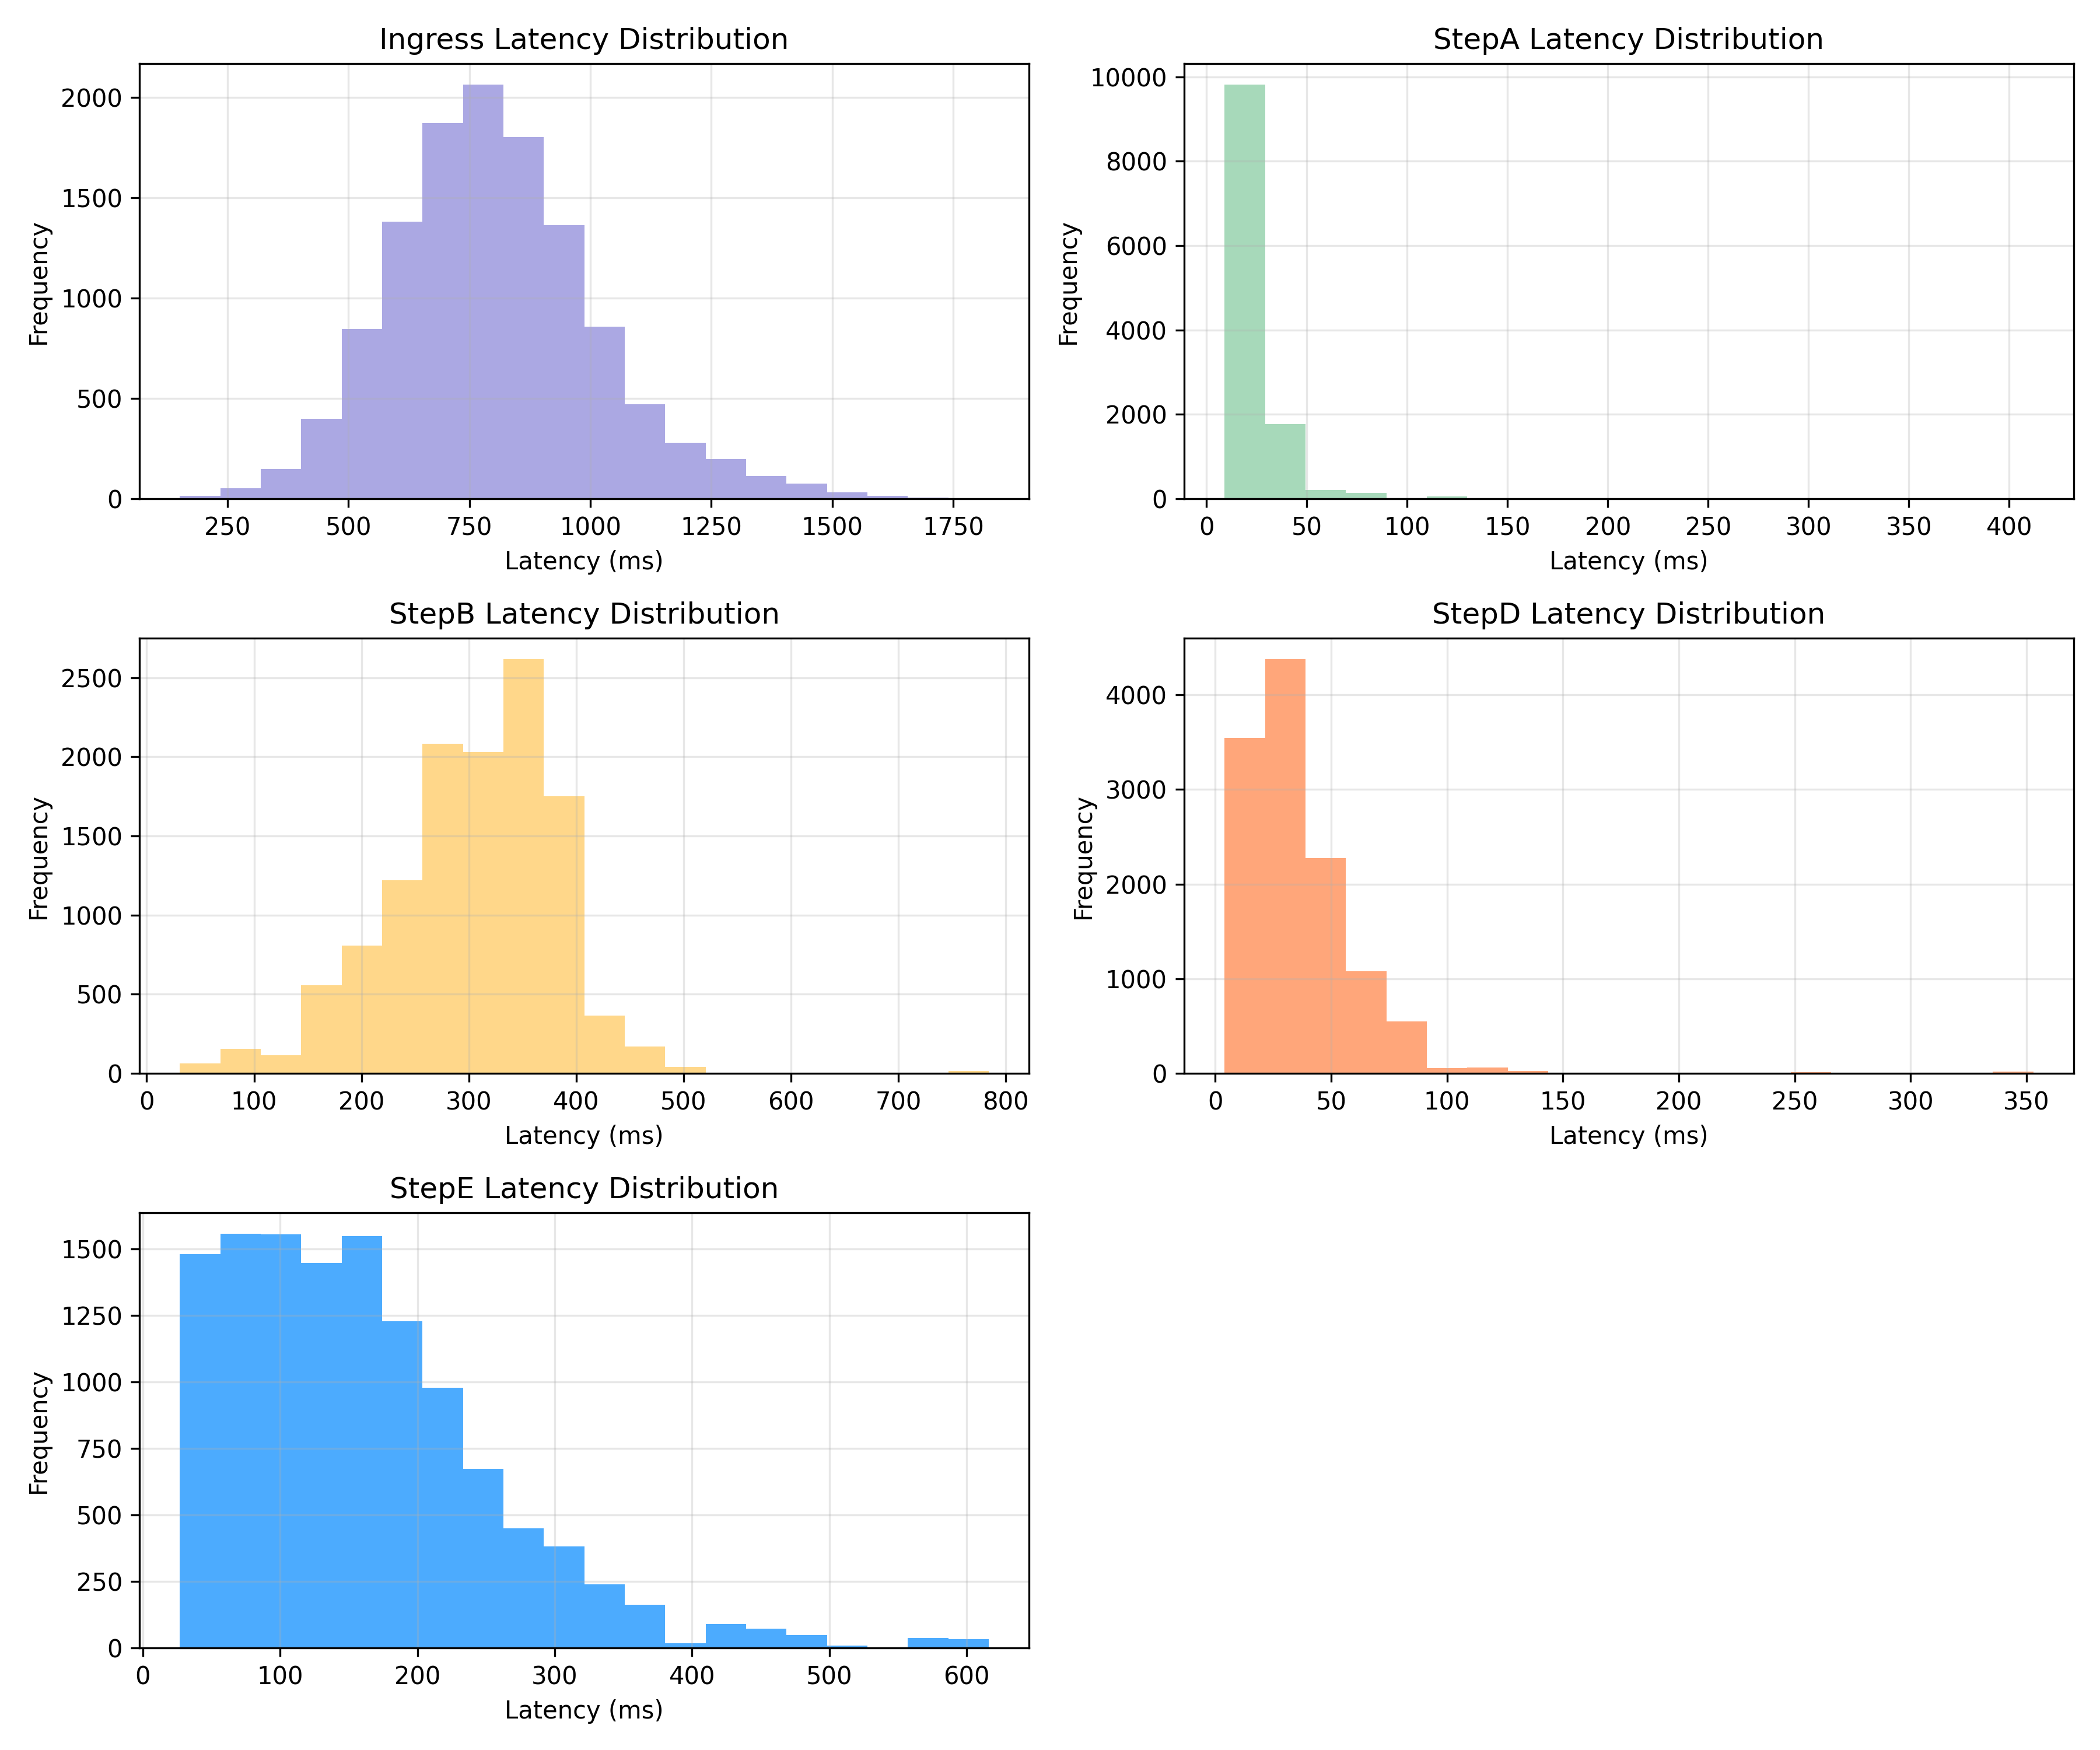 Ingress Latency Distribution
Frequency
2000
1500
1000
500
0
250 500 750 1000 1250 1500 1750
Latency (ms)
StepA Latency Distribution
Frequency
10000
8000
6000
4000
2000
0
0 50 100 150 200 250 300 350 400
Latency (ms)
StepB Latency Distribution
Frequency
2500
2000
1500
1000
500
0
0 100 200 300 400 500 600 700 800
Latency (ms)
StepD Latency Distribution
Frequency
4000
3000
2000
1000
0
0 50 100 150 200 250 300 350
Latency (ms)
StepE Latency Distribution
Frequency
1500
1250
1000
750
500
250
0
0 100 200 300 400 500 600
Latency (ms)